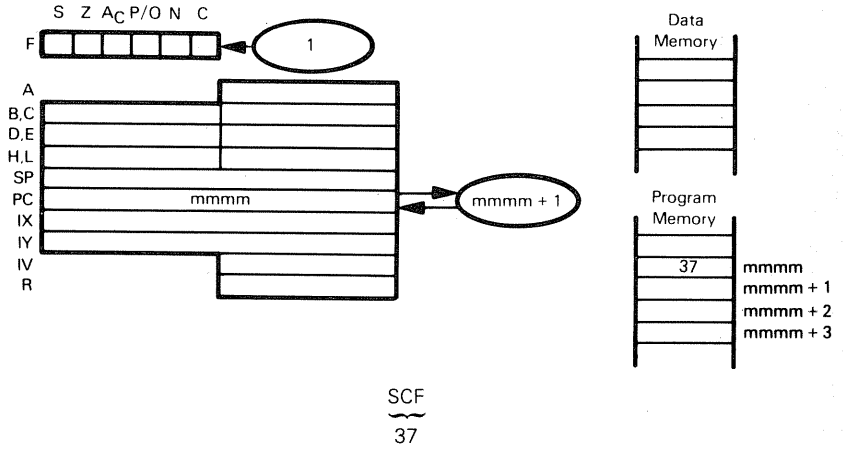 S Z AC P/O N C
F
1
A
B,C
D,E
H,L
SP
PC mmmm
IX
IY
IV
R
mmmm + 1
Data
Memory
Program
Memory
37 mmmm
mmmm + 1
mmmm + 2
mmmm + 3
SCF
37